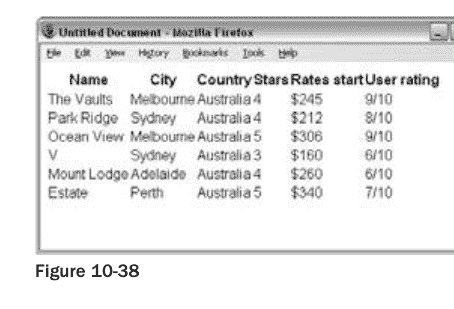 Untitled Document - Mozilla Firefox
File Edit View History Bookmarks Tools Help
Name City Country Stars Rates start User rating
The Vaults Melbourne Australia 4 $245 9/10
Park Ridge Sydney Australia 4 $212 8/10
Ocean View Melbourne Australia 5 $306 9/10
V Sydney Australia 3 $160 6/10
Mount Lodge Adelaide Australia 4 $260 6/10
Estate Perth Australia 5 $340 7/10
Figure 10-38